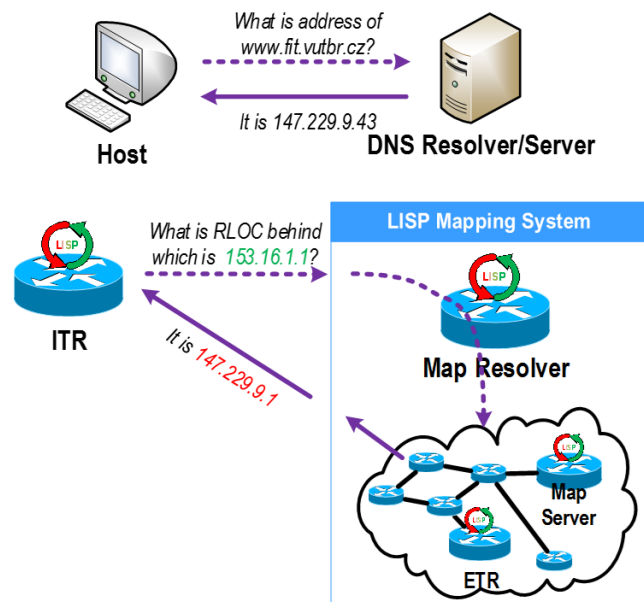 What is address of
www.fit.vutbr.cz?
It is 147.229.9.43
Host
DNS Resolver/Server
LISP Mapping System
What is RLOC behind
which is 153.16.1.1?
LISP
LISP
ITR
It is 147.229.9.1
Map Resolver
LISP
Map
Server
LISP
ETR